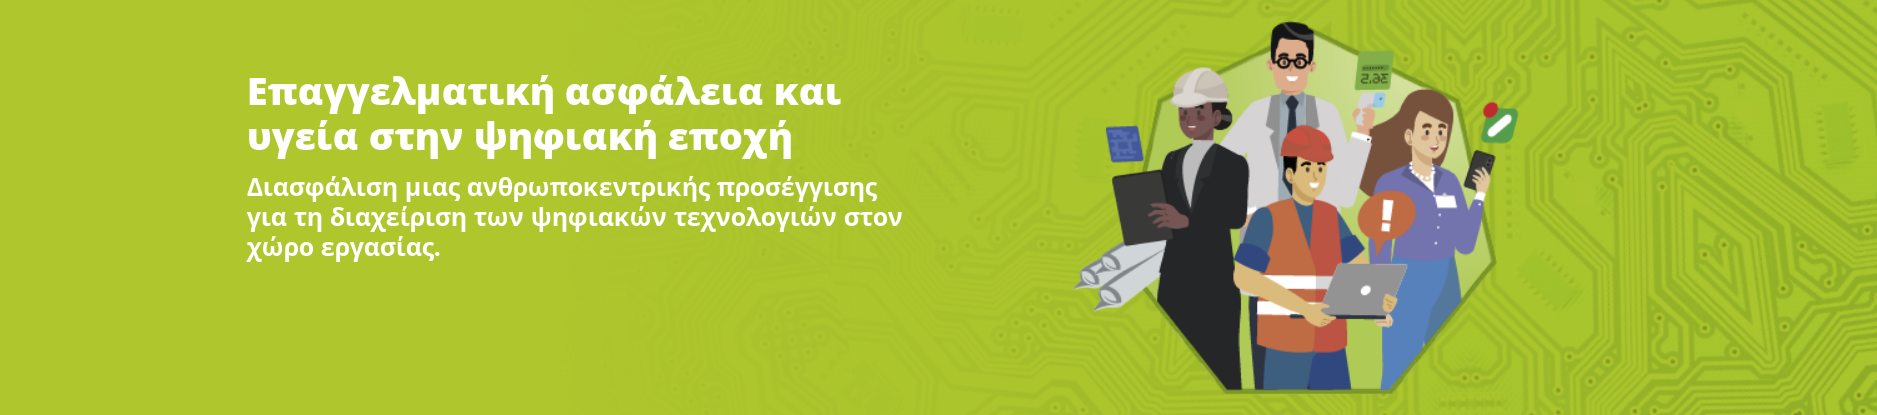 Επαγγελματική ασφάλεια και
υγεία στην ψηφιακή εποχή
Διασφάλιση μιας ανθρωποκεντρικής προσέγγισης
για τη διαχείριση των ψηφιακών τεχνολογιών στον
χώρο εργασίας.
!